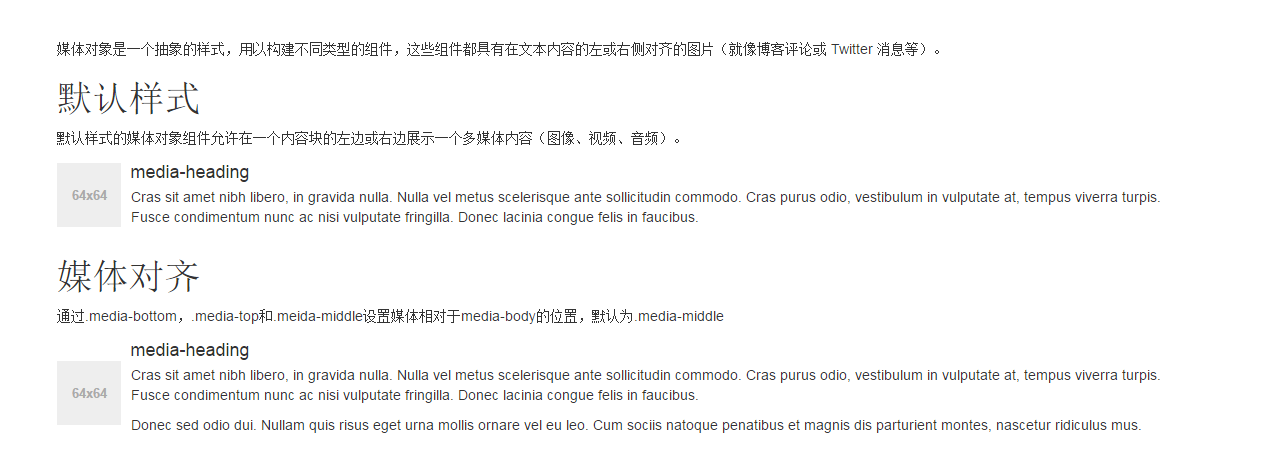 媒体对象是一个抽象的样式，用以构建不同类型的组件，这些组件都具有在文本内容的左或右侧对齐的图片（就像博客评论或 Twitter 消息等）。
默认样式
默认样式的媒体对象组件允许在一个内容块的左边或右边展示一个多媒体内容（图像、视频、音频）。
media-heading
64x64
Cras sit amet nibh libero, in gravida nulla. Nulla vel metus scelerisque ante sollicitudin commodo. Cras purus odio, vestibulum in vulputate at, tempus viverra turpis.
Fusce condimentum nunc ac nisi vulputate fringilla. Donec lacinia congue felis in faucibus.
媒体对齐
通过.media-bottom，.media-top和.meida-middle设置媒体相对于media-body的位置，默认为.media-middle
media-heading
64x64
Cras sit amet nibh libero, in gravida nulla. Nulla vel metus scelerisque ante sollicitudin commodo. Cras purus odio, vestibulum in vulputate at, tempus viverra turpis.
Fusce condimentum nunc ac nisi vulputate fringilla. Donec lacinia congue felis in faucibus.
Donec sed odio dui. Nullam quis risus eget urna mollis ornare vel eu leo. Cum sociis natoque penatibus et magnis dis parturient montes, nascetur ridiculus mus.